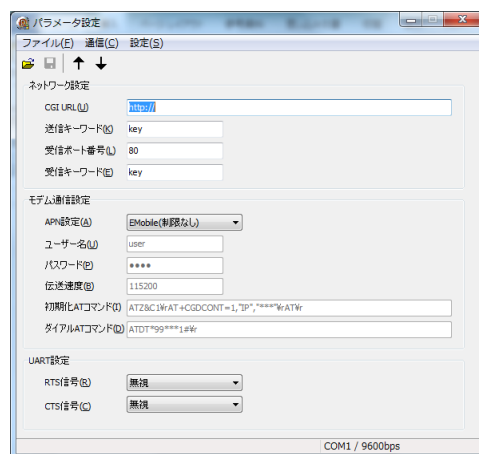 パラメータ設定
ファイル(F) 通信(C) 設定(S)
ネットワーク設定
CGI URL(U) http://
送信キーワード(K) key
受信ポート番号(L) 80
受信キーワード(E) key
モデム通信設定
APN設定(A) EMobile(制限なし)
ユーザー名(U) user
パスワード(P) ●●●●
伝送速度(B) 115200
初期化ATコマンド(I) ATZ&C1¥rAT+CGDCONT=1,"IP","***"¥rAT¥r
ダイアルATコマンド(D) ATDT*99***1#¥r
UART設定
RTS信号(R) 無視
CTS信号(C) 無視
COM1 / 9600bps